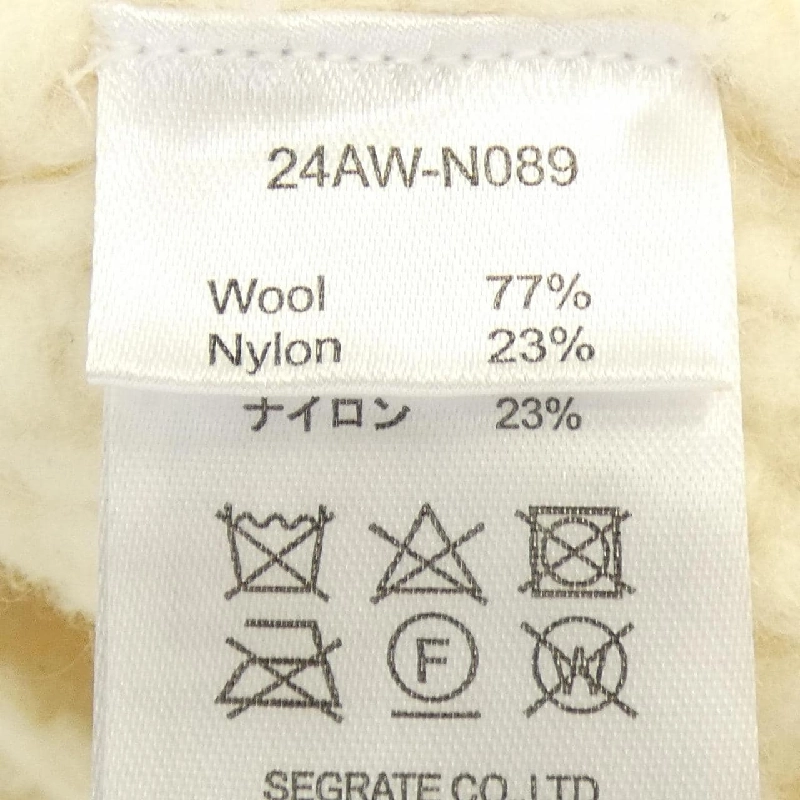 24AW-N089
Wool 77%
Nylon 23%
ナイロン 23%
F W
SEGRATE CO.,LTD